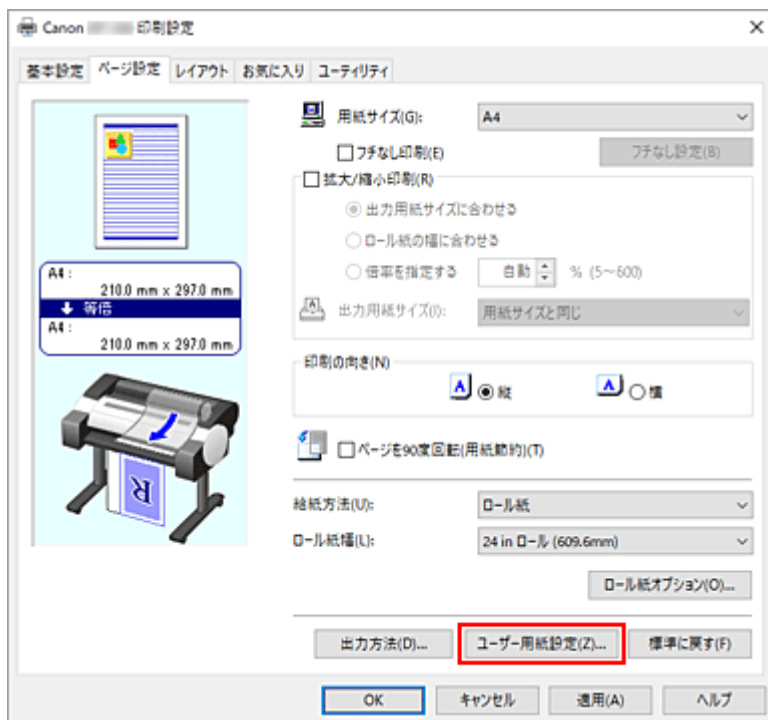 Canon 印刷設定
基本設定 ページ設定 レイアウト お気に入り ユーティリティ
用紙サイズ(G): A4
フチなし印刷(E) フチなし設定(B)
拡大/縮小印刷(R)
出力用紙サイズに合わせる
ロール紙の幅に合わせる
倍率を指定する 自動 % (5～600)
出力用紙サイズ(I): 用紙サイズと同じ
A4 :
210.0 mm x 297.0 mm
等倍
A4 :
210.0 mm x 297.0 mm
印刷の向き(N)
A 縦 A 横
ページを90度回転(用紙節約)(T)
R
給紙方法(U): ロール紙
ロール紙幅(L): 24 in ロール (609.6mm)
ロール紙オプション(O)...
出力方法(D)... ユーザー用紙設定(Z)... 標準に戻す(F)
OK キャンセル 適用(A) ヘルプ